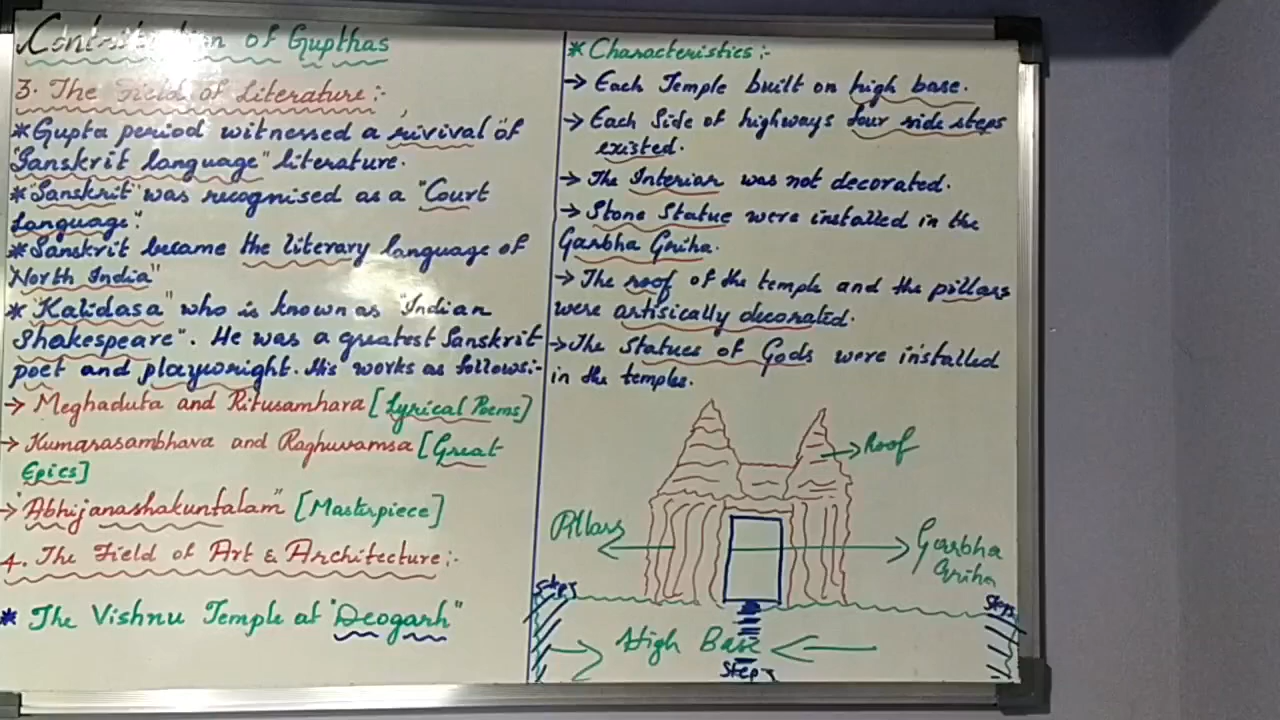 Contribution of Gupthas
3. The Field of Literature:-
*Gupta period witnessed a rivival of
"Sanskrit language" literature.
*"Sanskrit" was recognised as a "Court
Language."
*Sanskrit became the literary language of
North India"
* "Kalidasa" who is known as "Indian
Shakespeare". He was a greatest Sanskrit
poet and playwright. His works as follows:-
→ Meghaduta and Ritusamhara [Lyrical Poems]
→ Kumarasambhava and Raghuvamsa [Great
Epics]
→ "Abhijanashakuntalam" [Masterpiece]
4. The Field of Art & Architecture:-
* The Vishnu Temple at "Deogarh"
* Characteristics:-
→ Each Temple built on high base.
→ Each Side of highways four side steps
existed.
→ The Interiar was not decorated.
→ Stone Statue were installed in the
Garbha Griha.
→ The roof of the temple and the pillars
were artisically decorated.
→ The Statues of Gods were installed
in the temples.
Roof
Pillars
Garbha
Griha
Steps
Steps
High Base
Steps